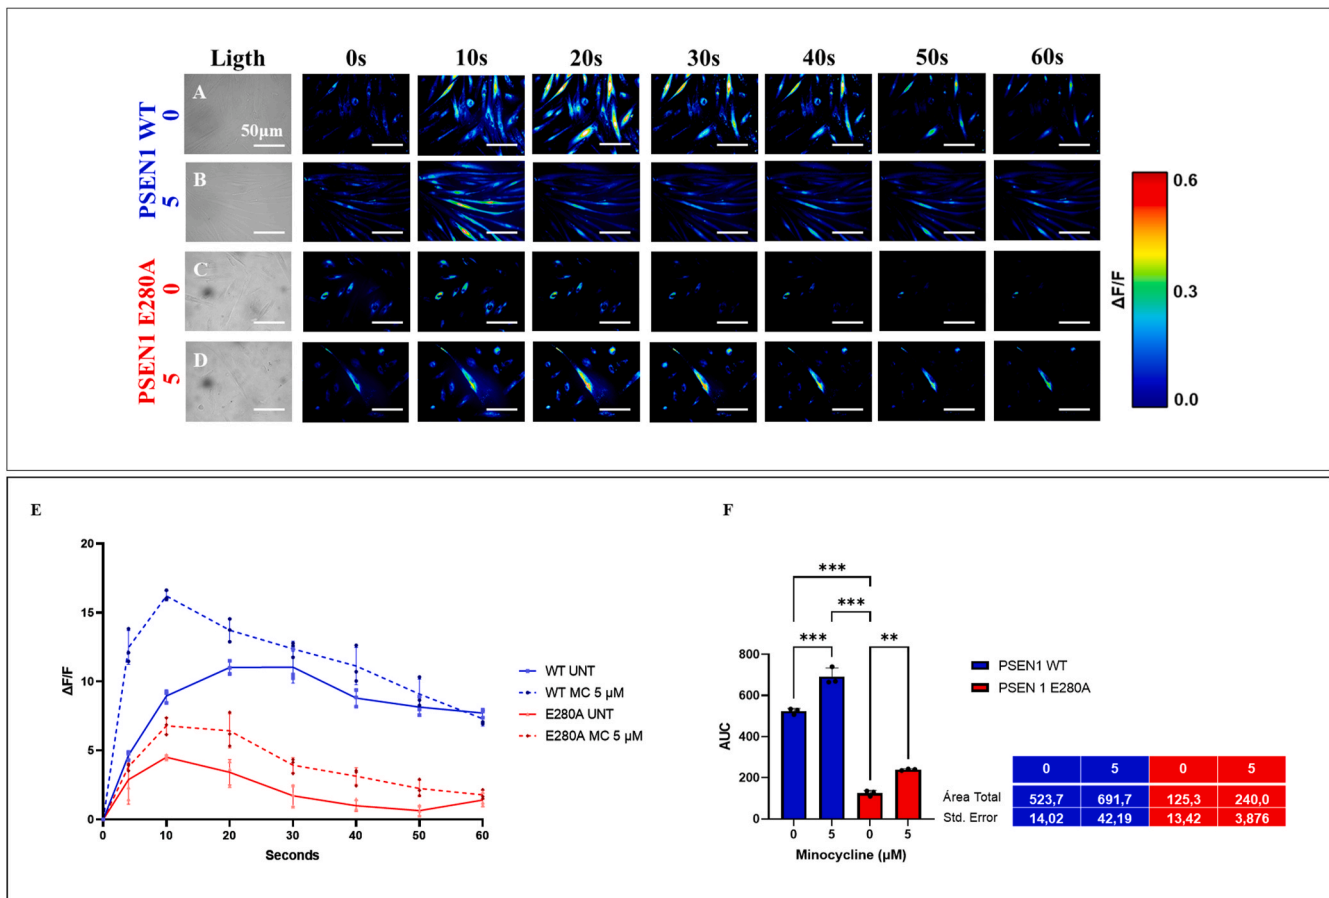 Ligth 0s 10s 20s 30s 40s 50s 60s
PSEN1 WT
0
A
50µm
5
B
PSEN1 E280A
0
C
5
D
0.6
0.3
0.0
ΔF/F
E
20
15
10
5
0
ΔF/F
0 10 20 30 40 50 60
Seconds
WT UNT
WT MC 5 µM
E280A UNT
E280A MC 5 µM
F
***
***
***
**
800
600
400
200
0
AUC
0 5 0 5
Minocycline (µM)
PSEN1 WT
PSEN 1 E280A
0 5 0 5
Área Total 523,7 691,7 125,3 240,0
Std. Error 14,02 42,19 13,42 3,876